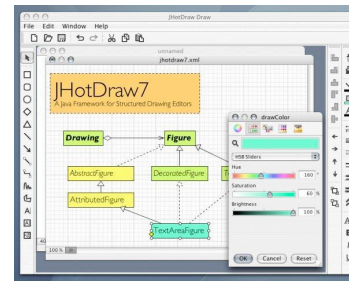 JHotDraw Draw
File Edit Window Help
unnamed
jhotdraw7.xml
JHotDraw7
A Java Framework for Structured Drawing Editors
drawColor
HSB Sliders
Hue
160 °
Saturation
60 %
Brightness
100 %
OK Cancel Reset
Drawing
Figure
AbstractFigure
DecoratedFigure
AttributedFigure
TextAreaFigure
100 %